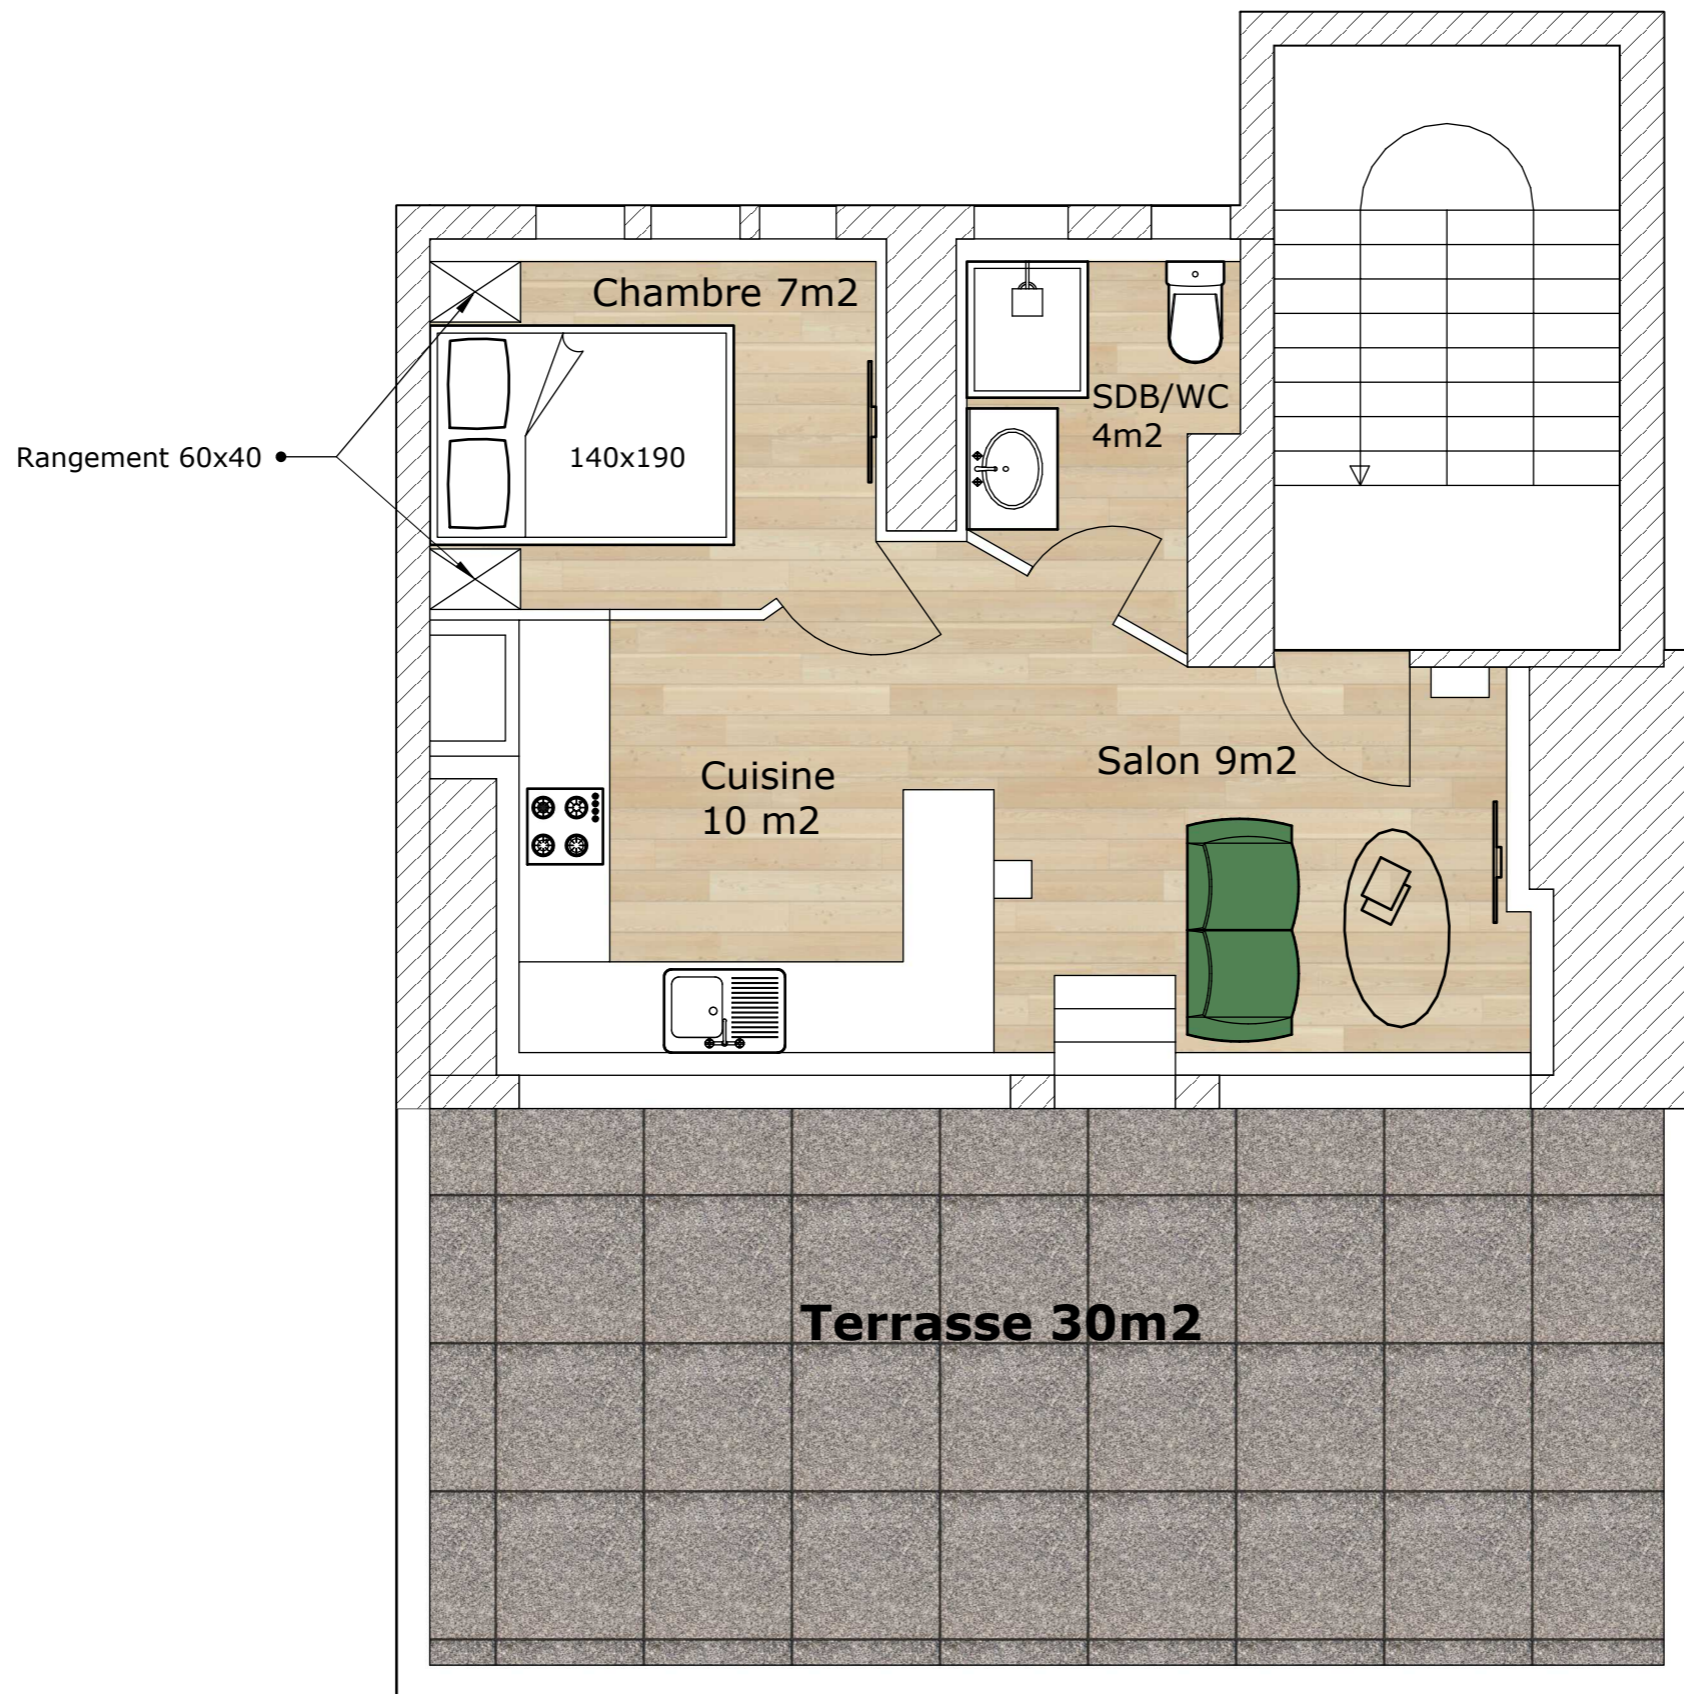 Chambre 7m2
SDB/WC
4m2
Rangement 60x40
140x190
Cuisine
10 m2
Salon 9m2
Terrasse 30m2